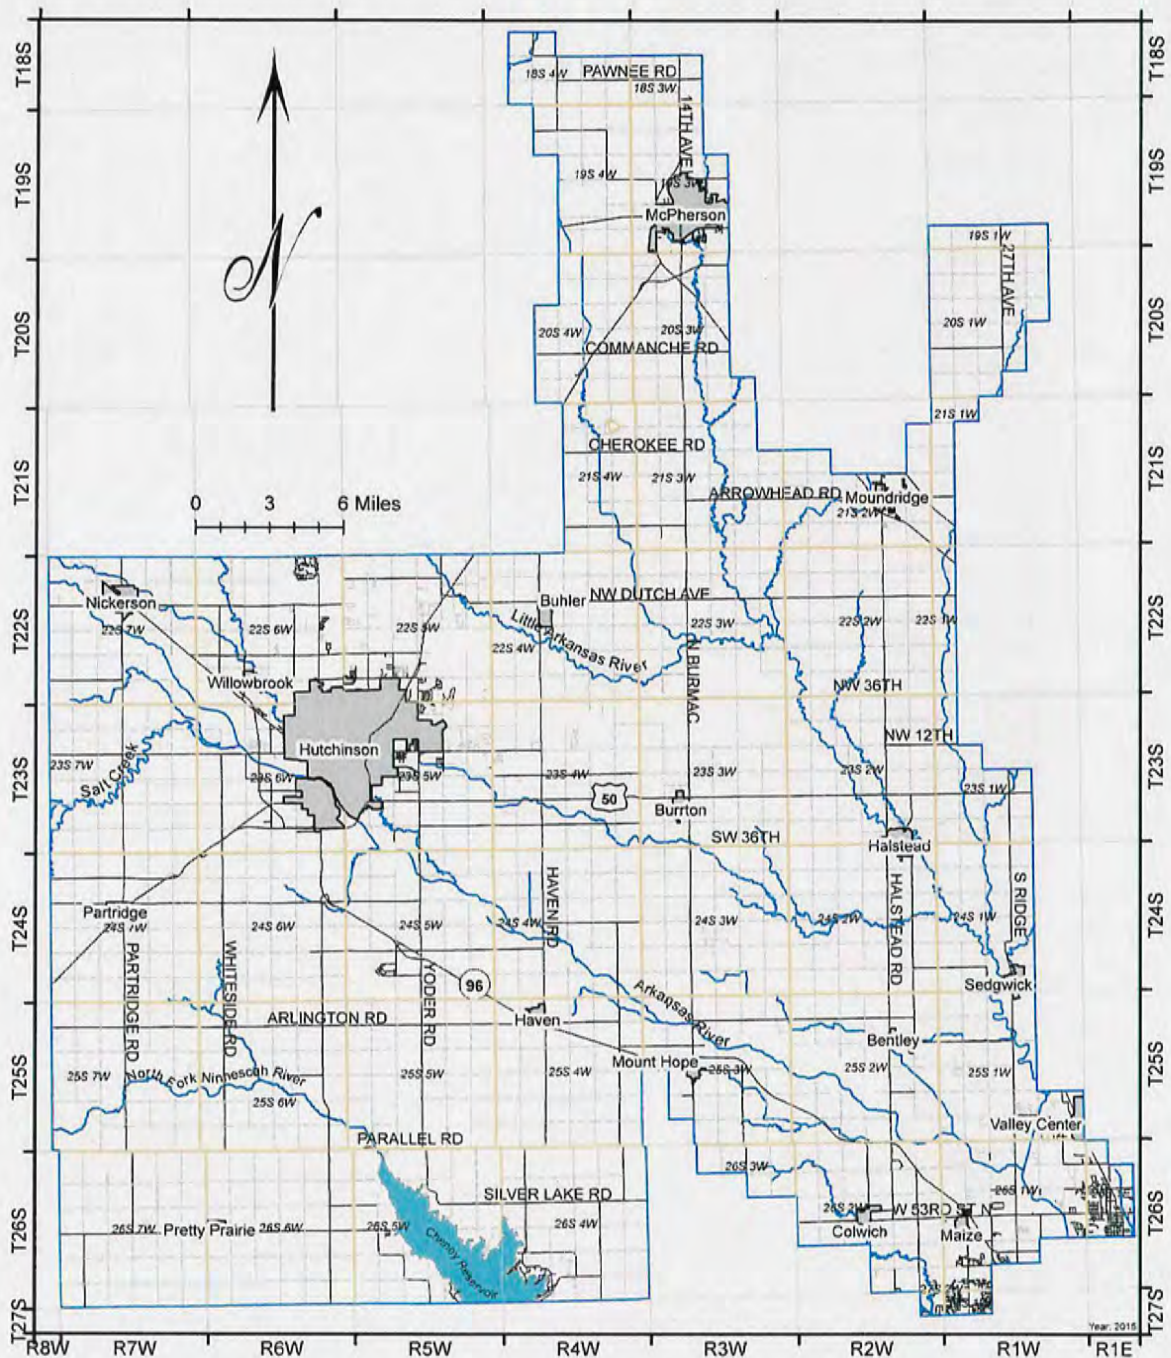 T18S
T18S
18S 4W
PAWNEE RD
18S 3W
14TH AVE
T19S
T19S
19S 4W
19S 3W
McPherson
N
19S 1W
27TH AVE
T20S
T20S
20S 4W
20S 3W
20S 1W
COMMANCHE RD
21S 1W
CHEROKEE RD
T21S
T21S
21S 4W
21S 3W
ARROWHEAD RD
Moundridge
21S 2W
0 3 6 Miles
Nickerson
Buhler
NW DUTCH AVE
T22S
T22S
22S 7W
22S 6W
22S 5W
22S 4W
Little Arkansas River
22S 3W
22S 2W
22S 1W
N BURMAC
Willowbrook
NW 36TH
Hutchinson
NW 12TH
T23S
T23S
23S 7W
Salt Creek
23S 6W
23S 5W
23S 4W
23S 3W
23S 2W
23S 1W
50
Burrton
SW 36TH
Halstead
HAVEN RD
HALSTEAD RD
S RIDGE
Partridge
T24S
T24S
24S 6W
24S 5W
24S 4W
24S 3W
24S 2W
24S 1W
PARTRIDGE RD
WHITESIDE RD
YODER RD
96
Arkansas River
Sedgwick
ARLINGTON RD
Haven
Bentley
Mount Hope
T25S
T25S
25S 7W
North Fork Ninnescah River
25S 6W
25S 5W
25S 4W
25S 3W
25S 2W
25S 1W
Valley Center
PARALLEL RD
26S 3W
SILVER LAKE RD
T26S
T26S
26S 7W
Pretty Prairie
26S 6W
26S 5W
26S 4W
26S 2W
26S 1W
W 53RD ST N
Colwich
Maize
Cheney Reservoir
T27S
T27S
Year: 2015
R8W R7W R6W R5W R4W R3W R2W R1W R1E